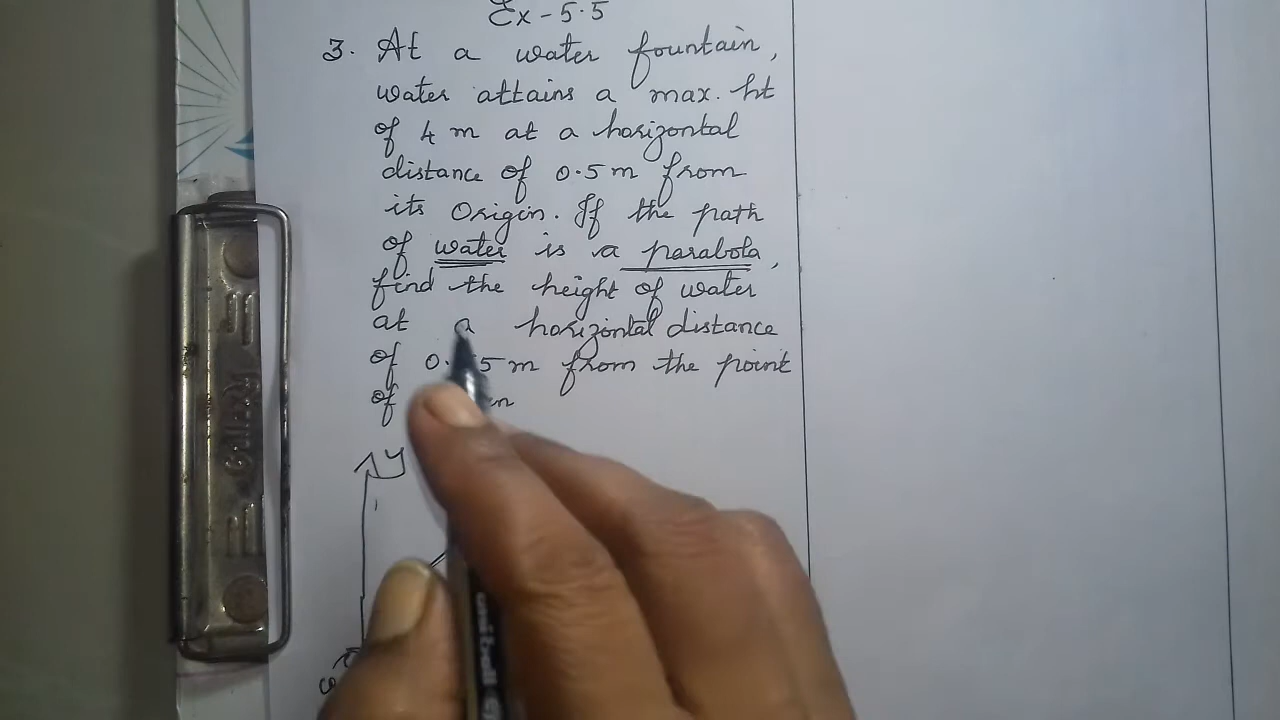 Ex - 5.5
3. At a water fountain,
water attains a max. ht
of 4 m at a horizontal
distance of 0.5 m from
its Origin. If the path
of water is a parabola,
find the height of water
at a horizontal distance
of m from the point
of
y